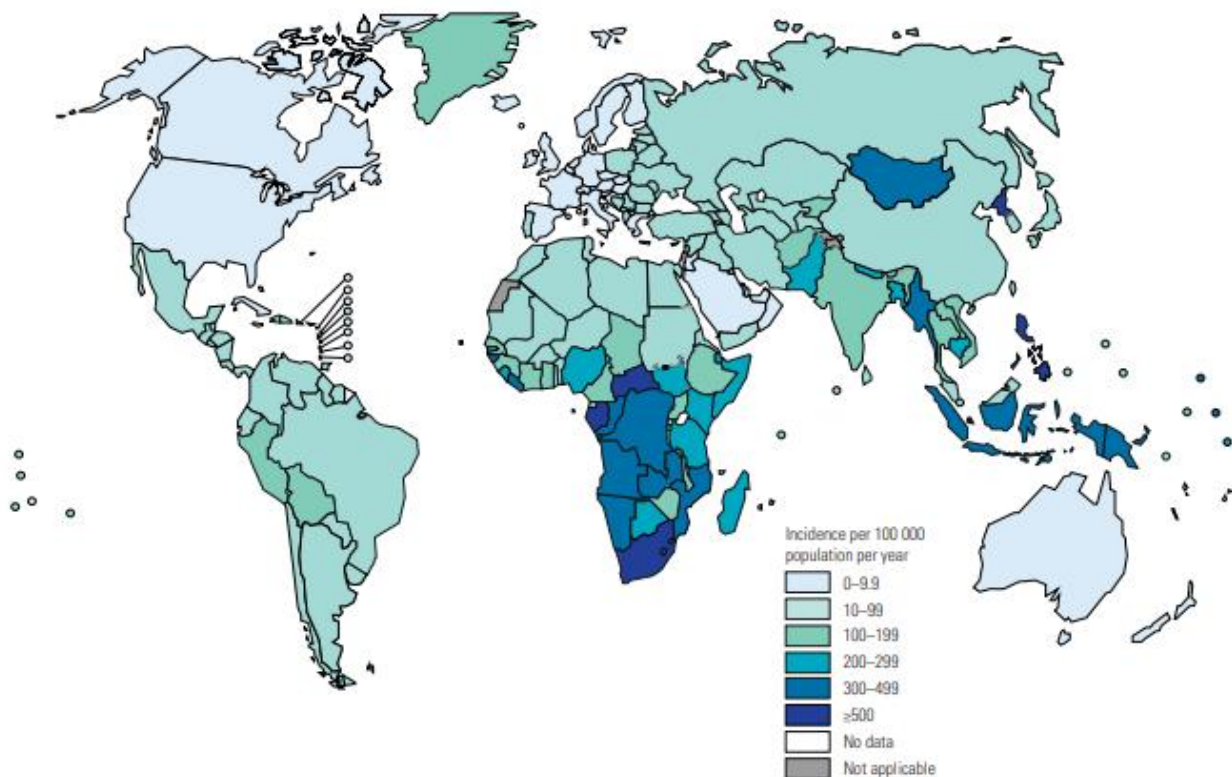 Incidence per 100 000
population per year
0–9.9
10–99
100–199
200–299
300–499
≥500
No data
Not applicable